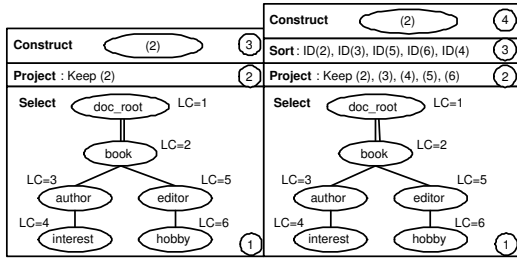 Construct (2) 3
Project : Keep (2) 2
Select
doc_root LC=1
book LC=2
LC=3 LC=5
author editor
LC=4 LC=6
interest hobby 1
Construct (2) 4
Sort : ID(2), ID(3), ID(5), ID(6), ID(4) 3
Project : Keep (2), (3), (4), (5), (6) 2
Select
doc_root LC=1
book LC=2
LC=3 LC=5
author editor
LC=4 LC=6
interest hobby 1